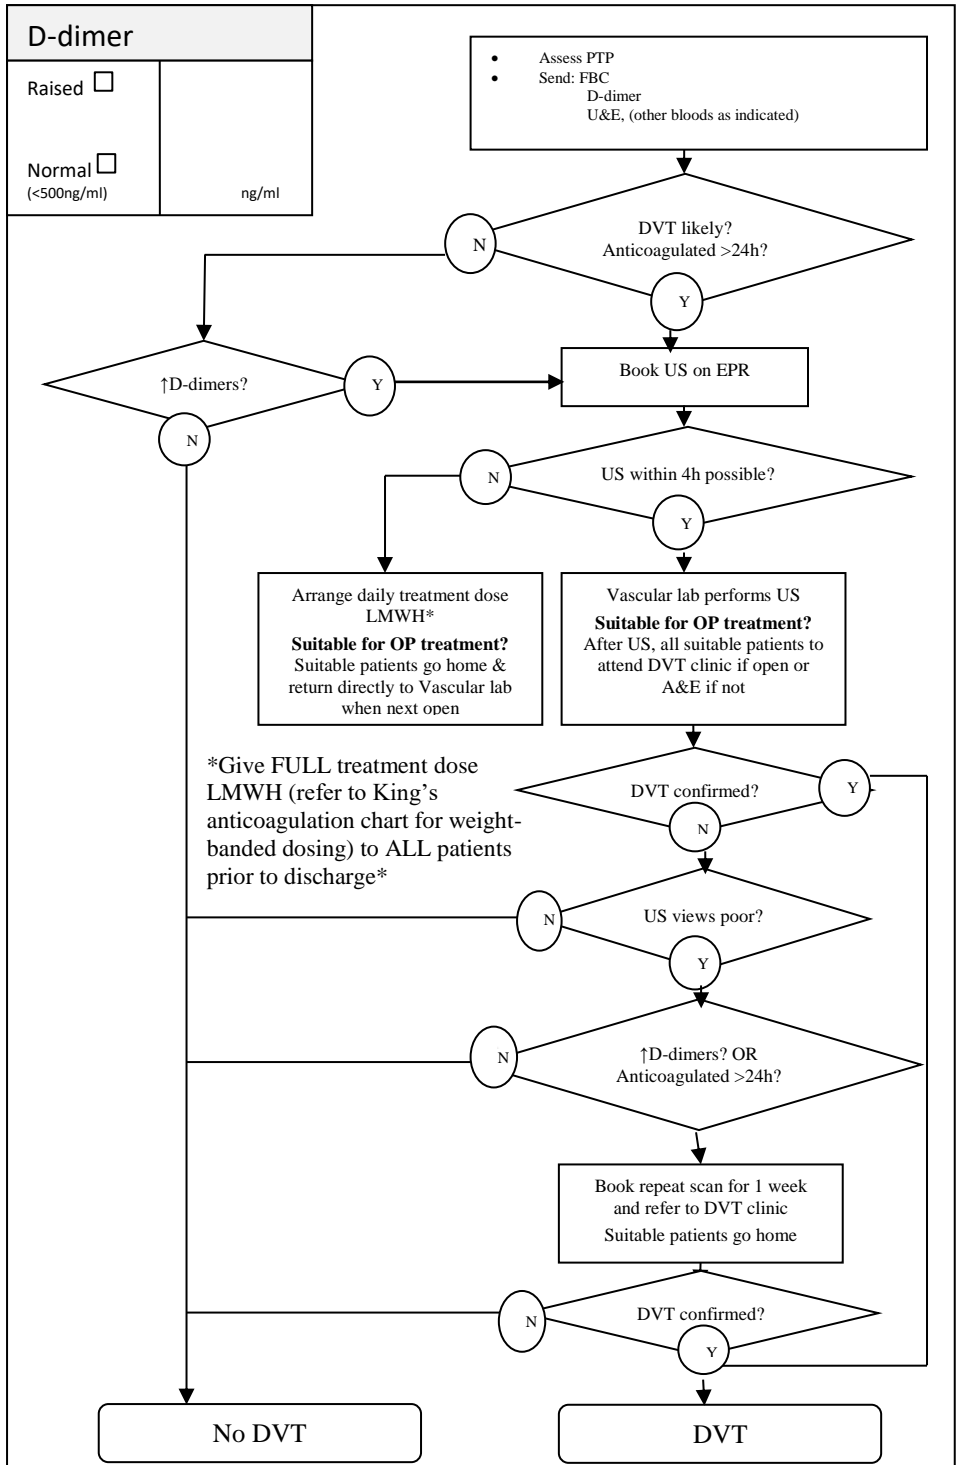 D-dimer
Raised
Normal
(<500ng/ml)
ng/ml
• Assess PTP
• Send: FBC
D-dimer
U&E, (other bloods as indicated)
DVT likely?
Anticoagulated >24h?
N
Y
↑D-dimers?
Y
N
Book US on EPR
US within 4h possible?
N
Y
Arrange daily treatment dose
LMWH*
Suitable for OP treatment?
Suitable patients go home &
return directly to Vascular lab
when next open
Vascular lab performs US
Suitable for OP treatment?
After US, all suitable patients to
attend DVT clinic if open or
A&E if not
*Give FULL treatment dose
LMWH (refer to King's
anticoagulation chart for weight-
banded dosing) to ALL patients
prior to discharge*
DVT confirmed?
Y
N
US views poor?
N
Y
↑D-dimers? OR
Anticoagulated >24h?
N
Book repeat scan for 1 week
and refer to DVT clinic
Suitable patients go home
DVT confirmed?
N
Y
No DVT
DVT